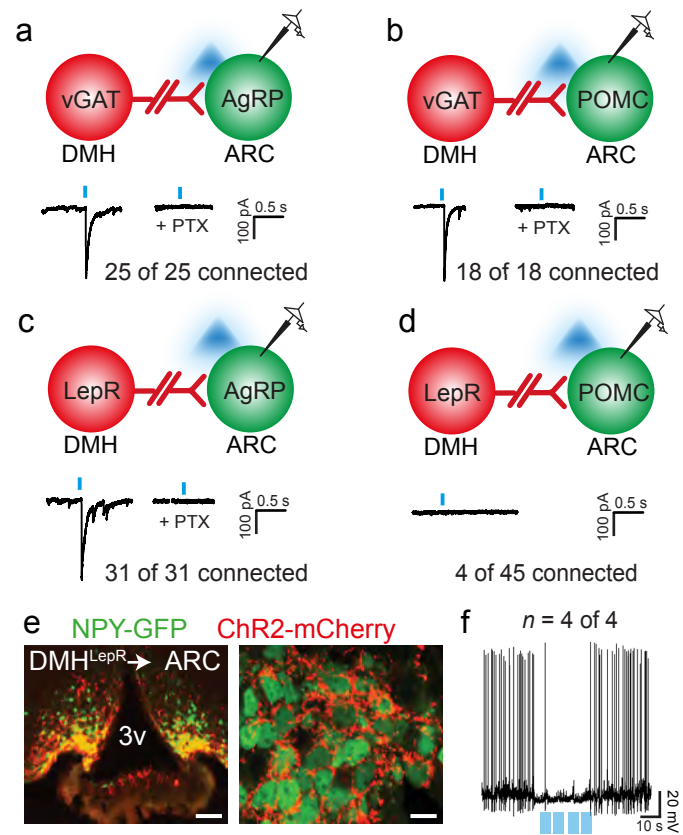 a
vGAT
AgRP
DMH
ARC
+ PTX
100 pA
0.5 s
25 of 25 connected
b
vGAT
POMC
DMH
ARC
+ PTX
100 pA
0.5 s
18 of 18 connected
c
LepR
AgRP
DMH
ARC
+ PTX
100 pA
0.5 s
31 of 31 connected
d
LepR
POMC
DMH
ARC
100 pA
0.5 s
4 of 45 connected
e
NPY-GFP ChR2-mCherry
DMHᴸᵉᵖᴿ→ ARC
3v
f
n = 4 of 4
20 mV
10 s